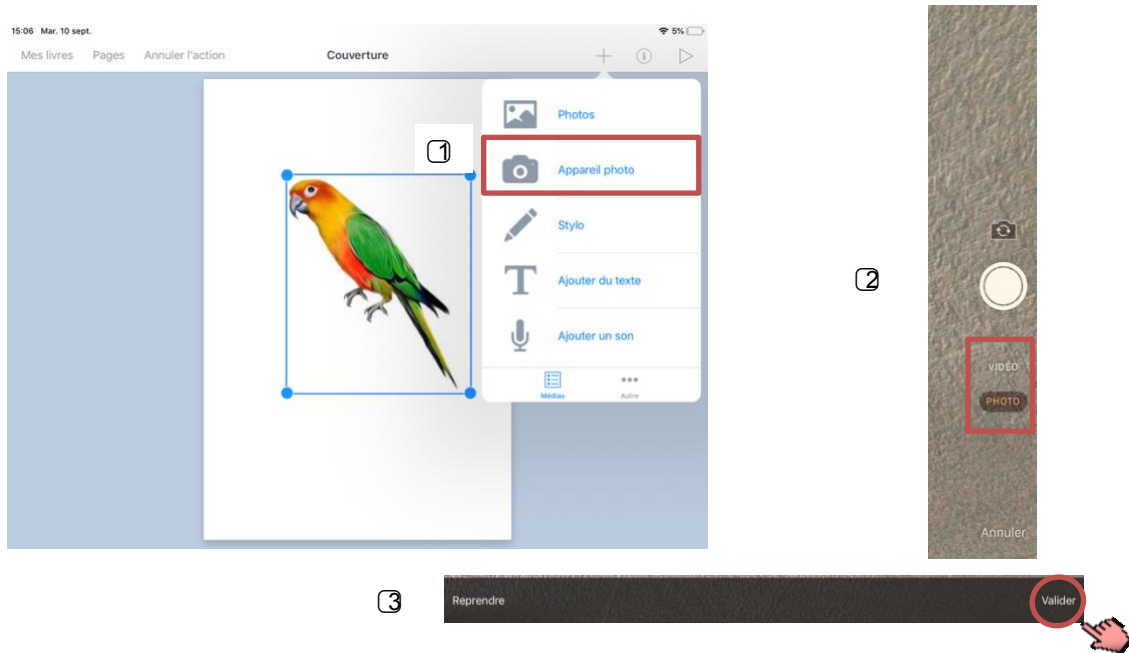 15:06 Mar. 10 sept.
5%
Mes livres Pages Annuler l'action Couverture
Photos
1
Appareil photo
Stylo
T Ajouter du texte
Ajouter un son
Médias Autre
2
VIDÉO
PHOTO
Annuler
3
Reprendre Valider